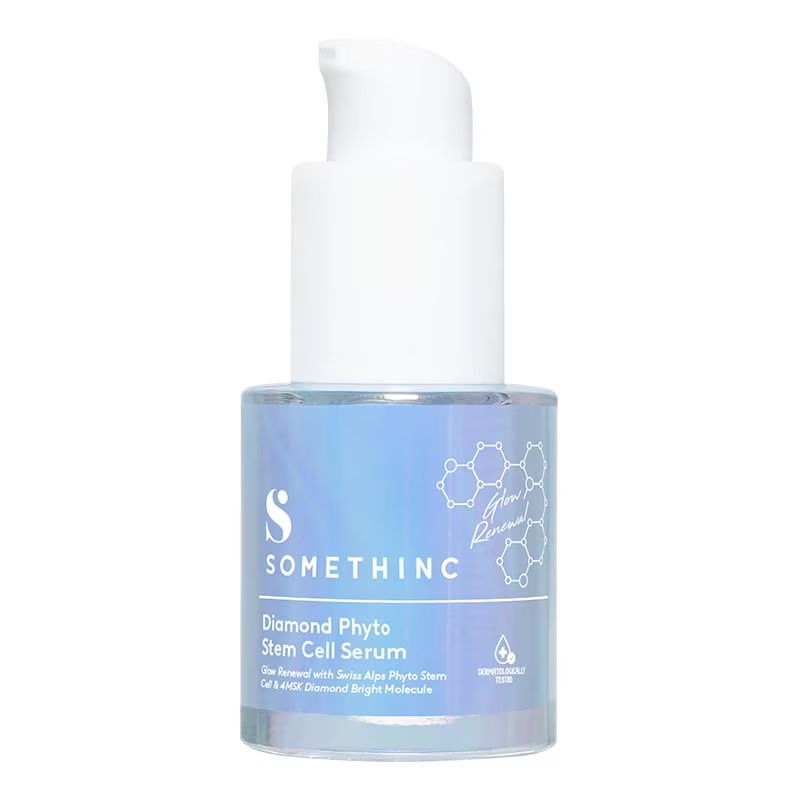 Glow
Renewal
S
SOMETHINC
Diamond Phyto
Stem Cell Serum
Glow Renewal with Swiss Alps Phyto Stem
Cell & 4MSK Diamond Bright Molecule
DERMATOLOGICALLY
TESTED